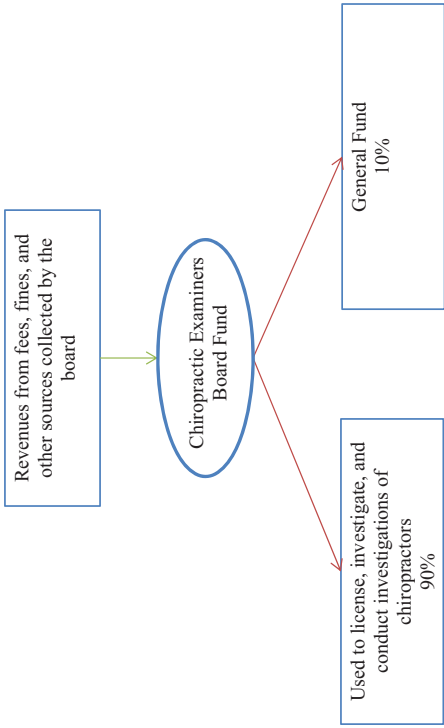 Revenues from fees, fines, and
other sources collected by the
board
Chiropractic Examiners
Board Fund
Used to license, investigate, and
conduct investigations of
chiropractors
90%
General Fund
10%